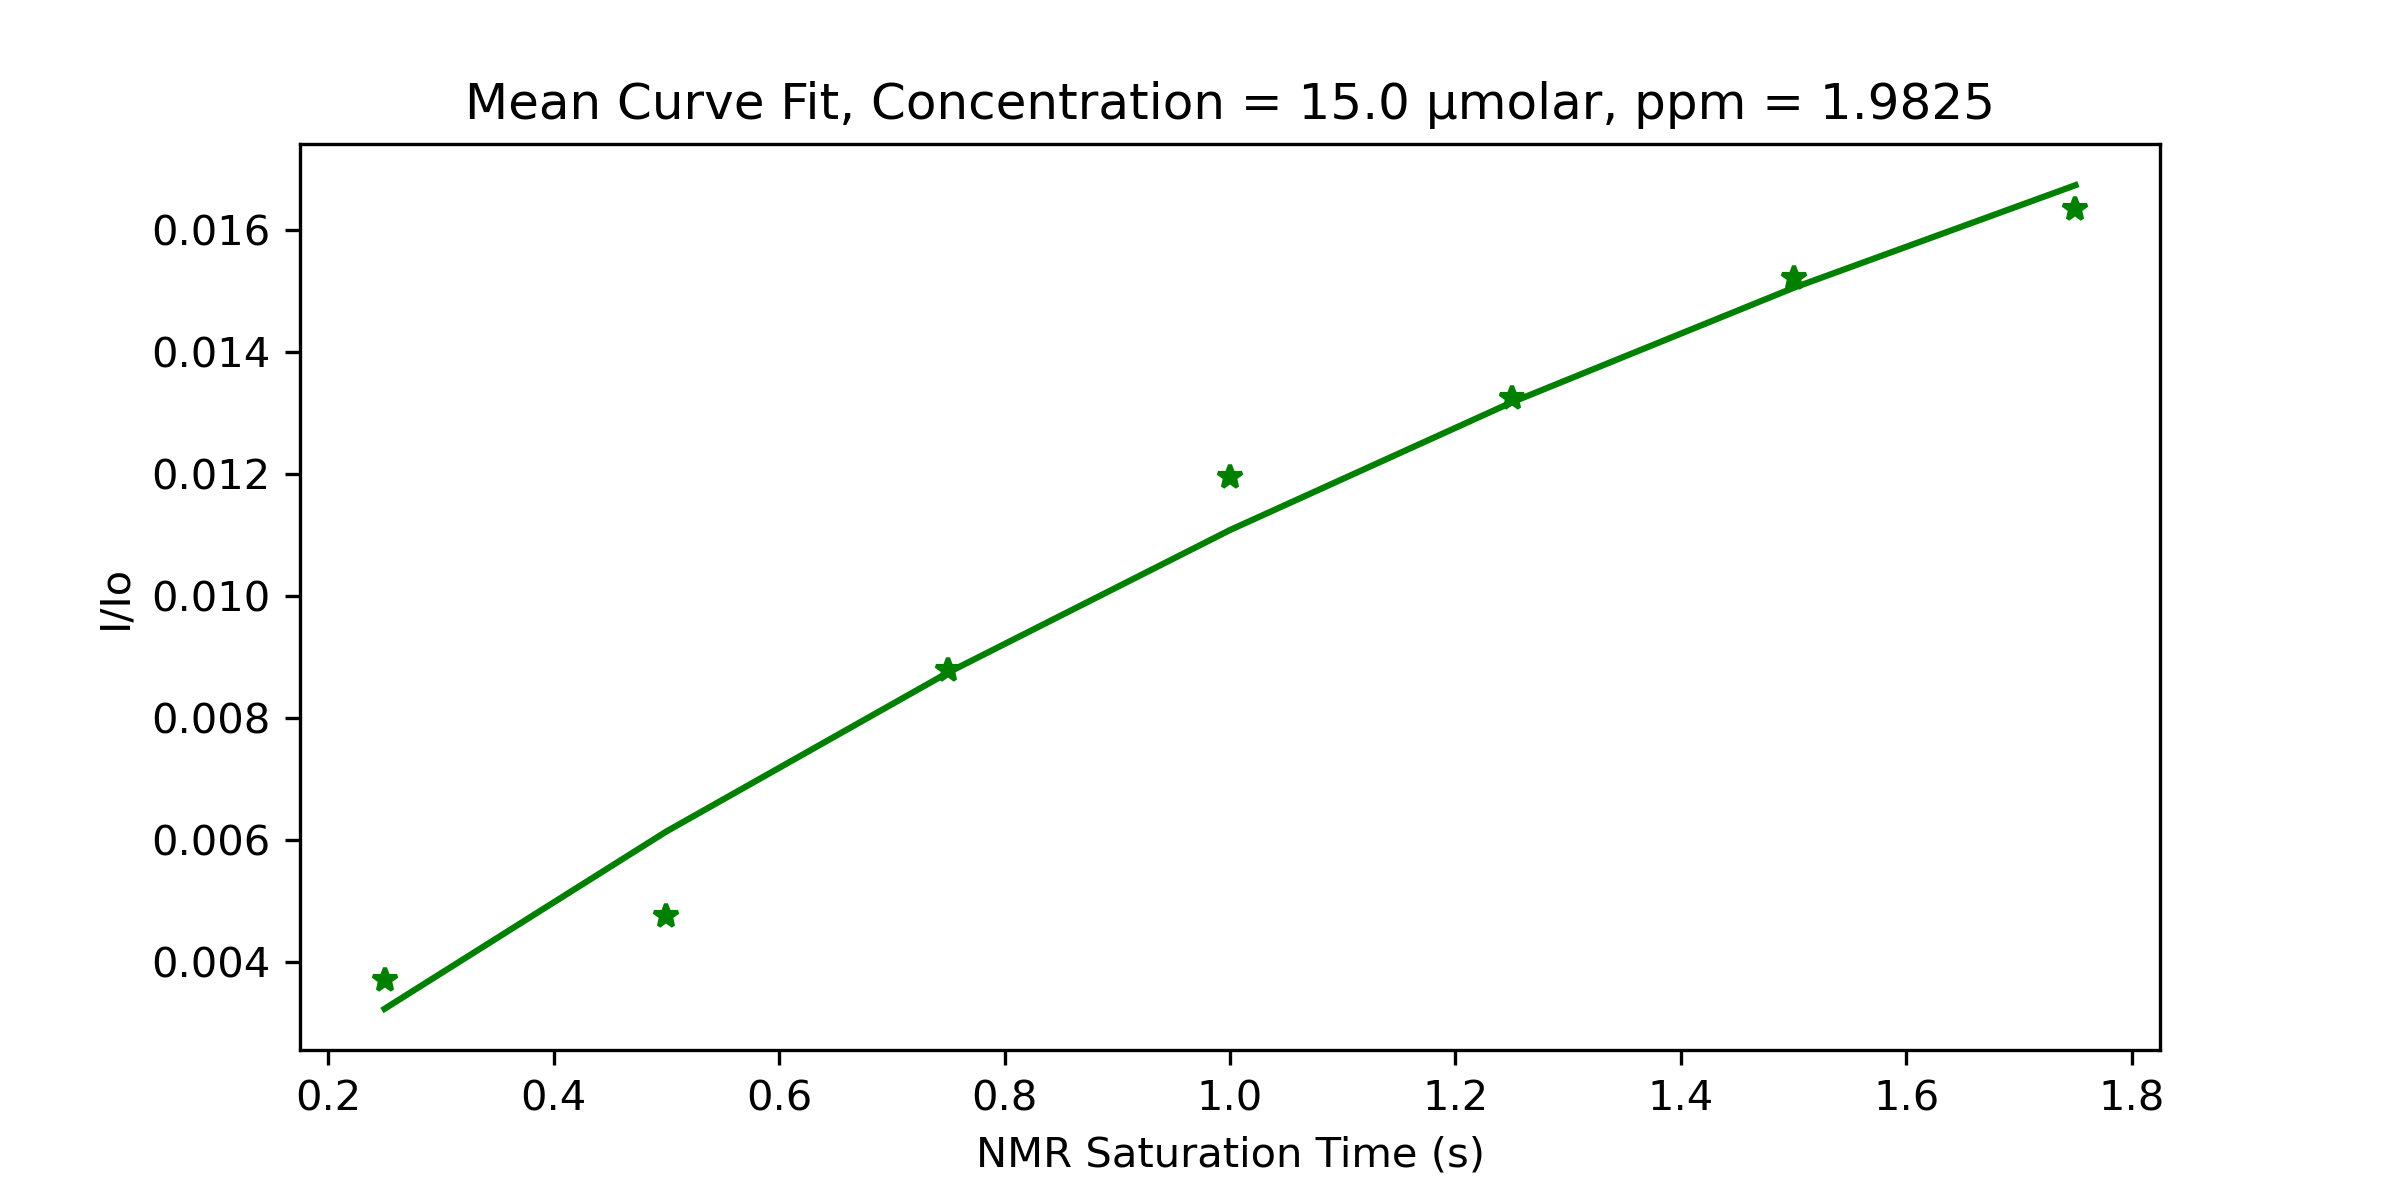 Mean Curve Fit, Concentration = 15.0 μmolar, ppm = 1.9825
0.016
0.014
0.012
0.010
0.008
0.006
0.004
I/Io
0.2 0.4 0.6 0.8 1.0 1.2 1.4 1.6 1.8
NMR Saturation Time (s)